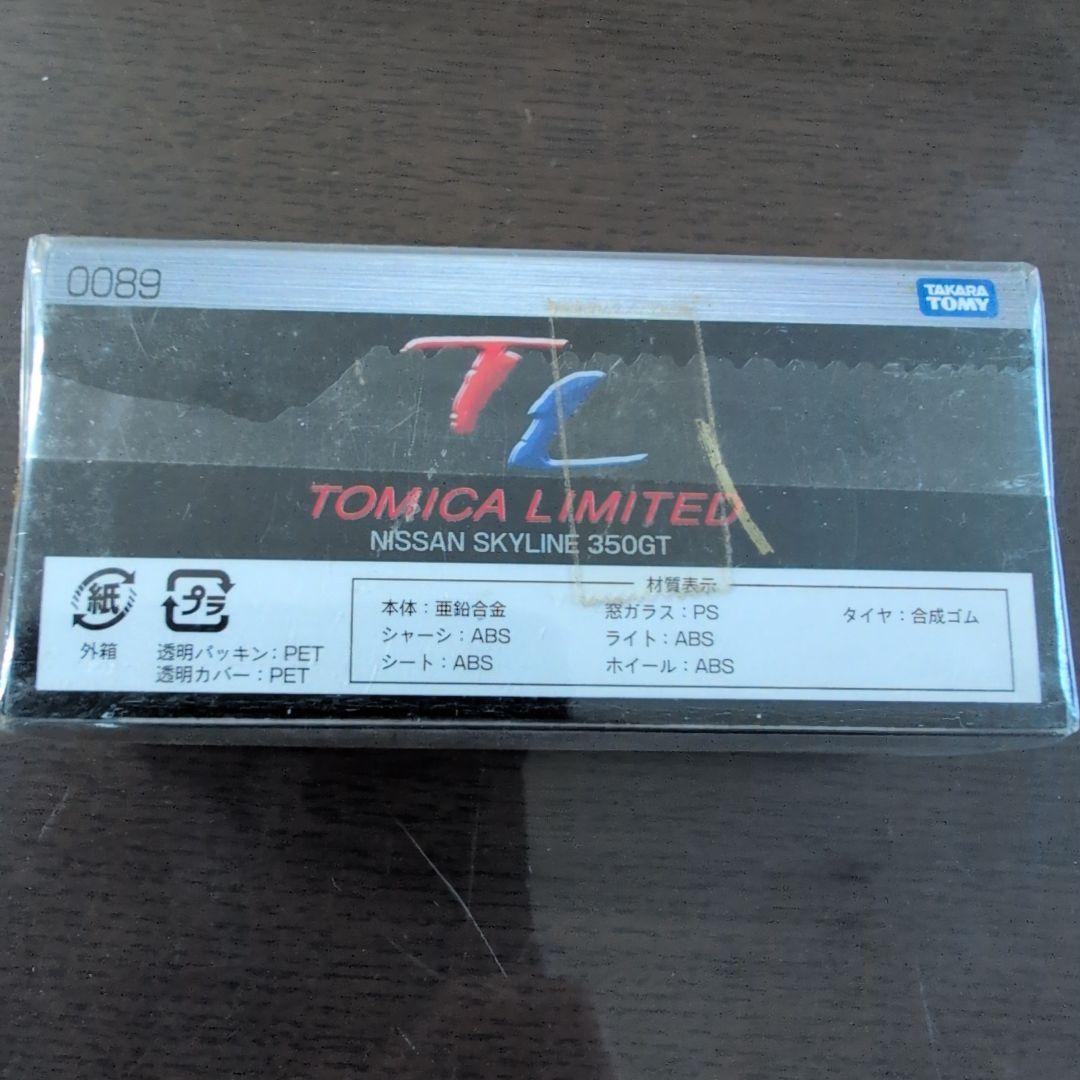 0089
TAKARA
TOMY
TL
TOMICA LIMITED
NISSAN SKYLINE 350GT
紙
外箱
プラ
透明パッキン：PET
透明カバー：PET
材質表示
本体：亜鉛合金
シャーシ：ABS
シート：ABS
窓ガラス：PS
ライト：ABS
ホイール：ABS
タイヤ：合成ゴム